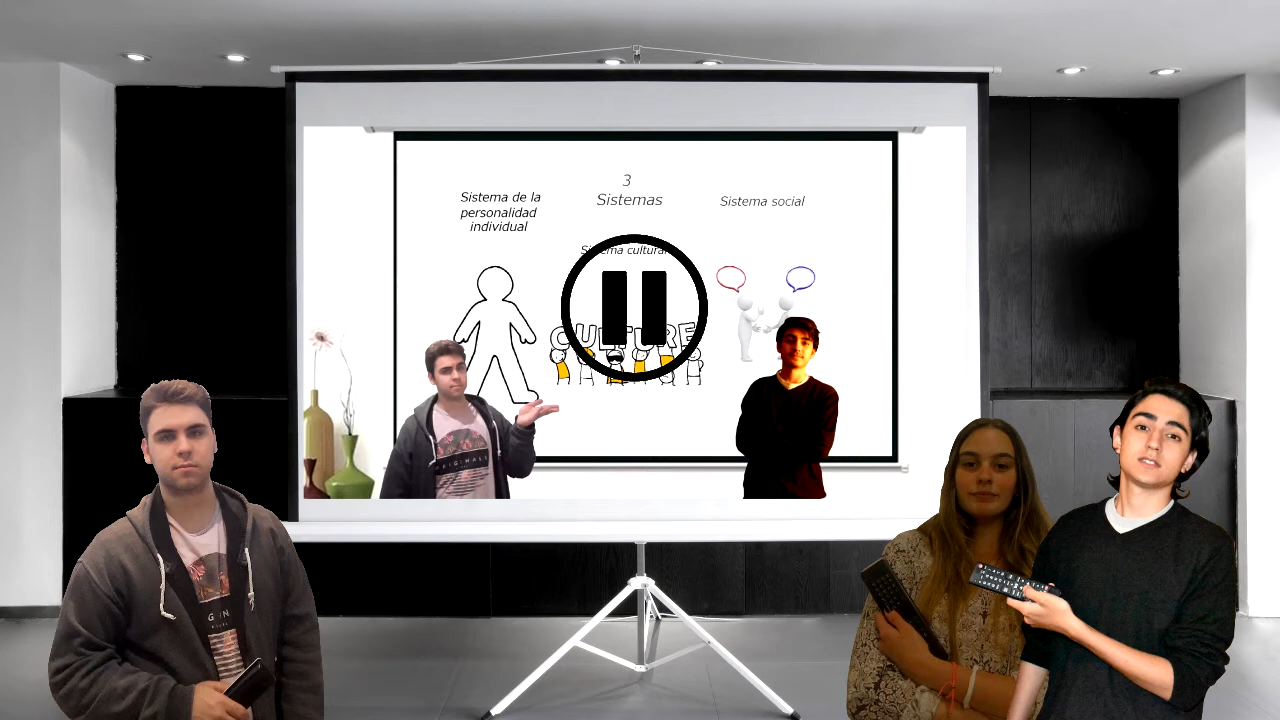 3
Sistemas
Sistema de la
personalidad
individual
Sistema social
Sistema cultural
CULTURE
ORIGINALS